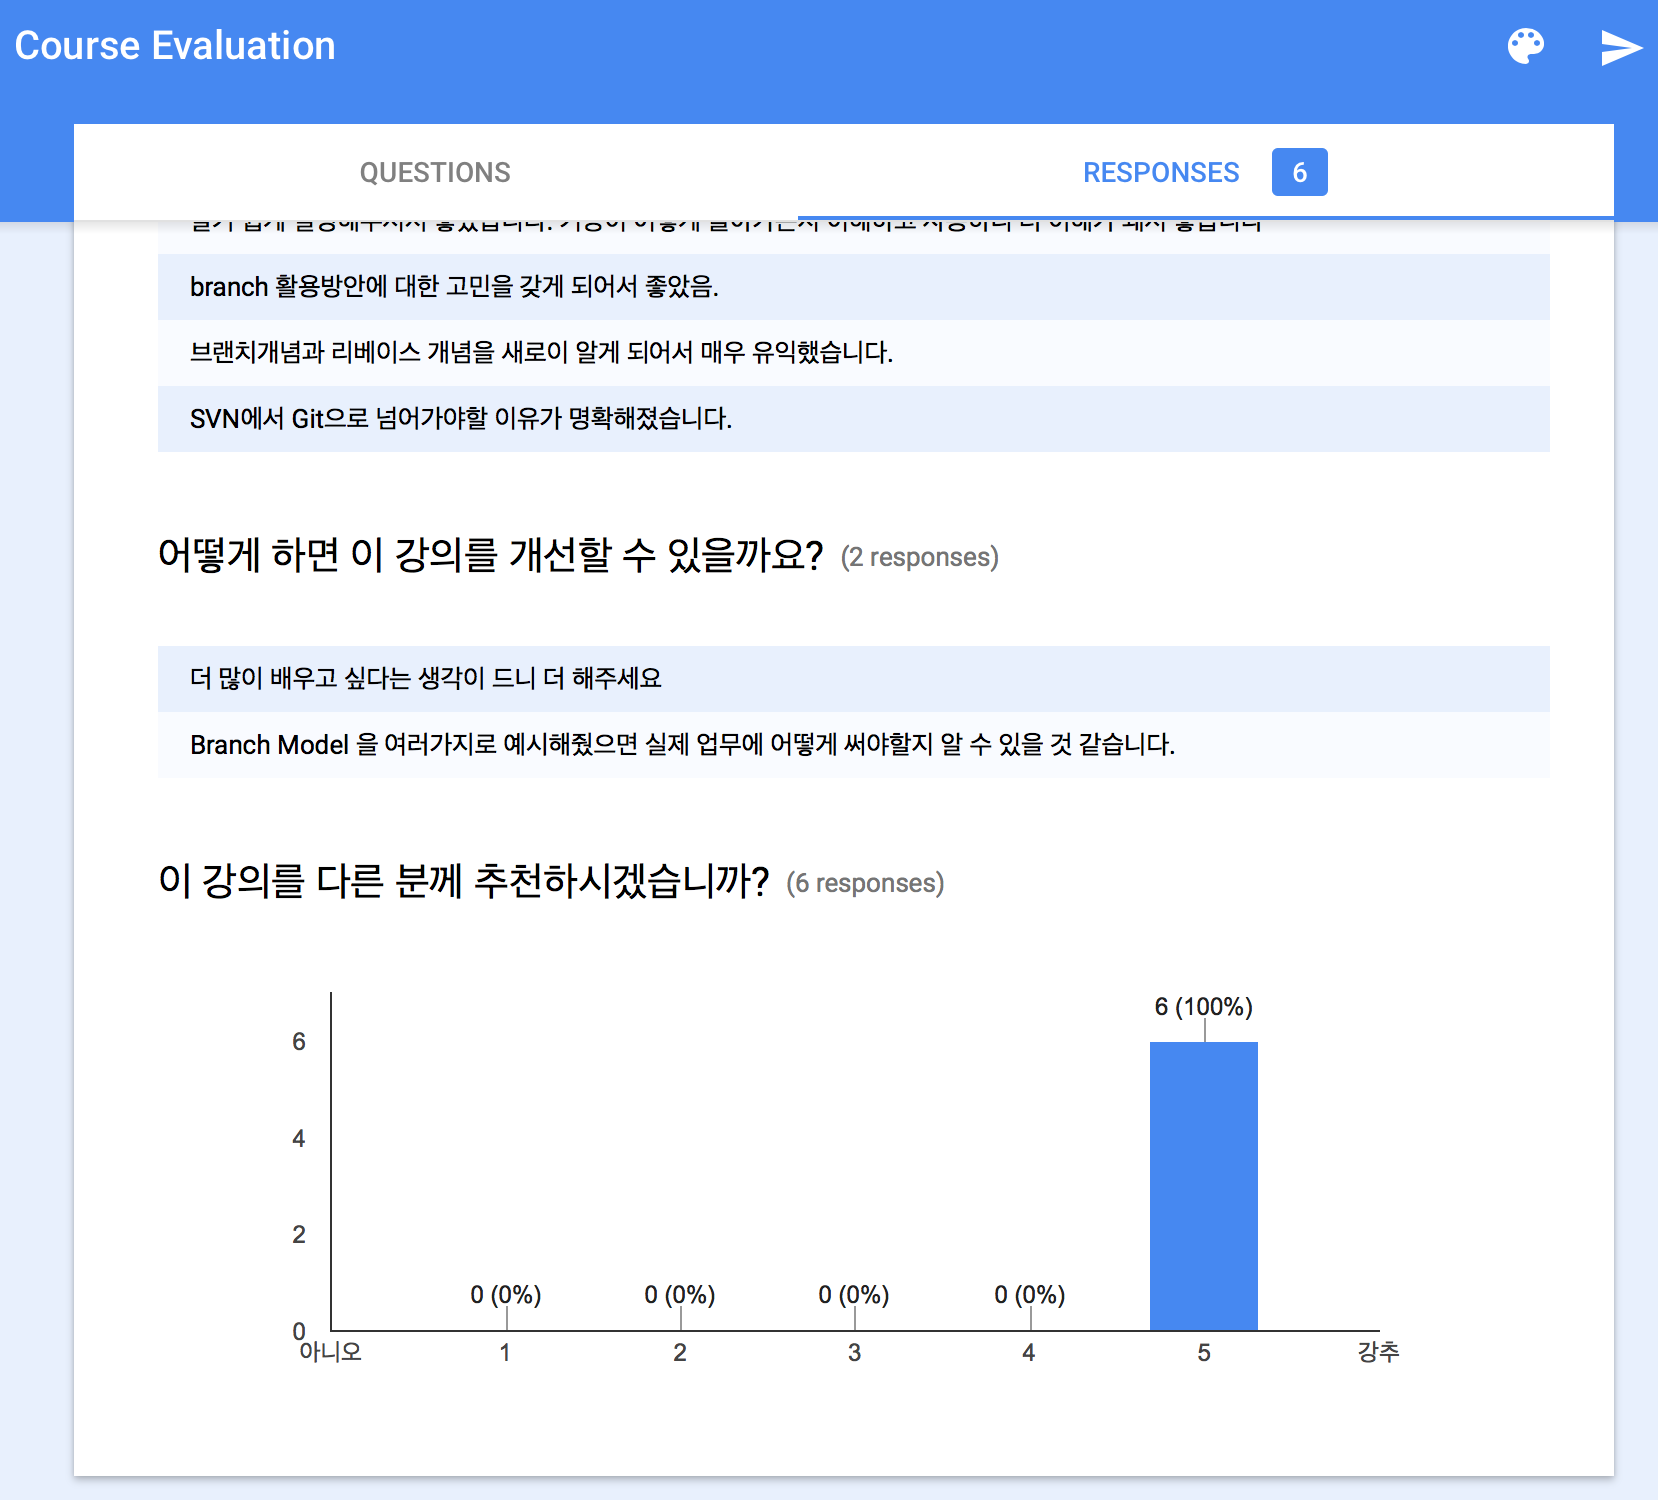 Course Evaluation
QUESTIONS
RESPONSES 6
branch 활용방안에 대한 고민을 갖게 되어서 좋았음.
브랜치개념과 리베이스 개념을 새로이 알게 되어서 매우 유익했습니다.
SVN에서 Git으로 넘어가야할 이유가 명확해졌습니다.
어떻게 하면 이 강의를 개선할 수 있을까요? (2 responses)
더 많이 배우고 싶다는 생각이 드니 더 해주세요
Branch Model 을 여러가지로 예시해줬으면 실제 업무에 어떻게 써야할지 알 수 있을 것 같습니다.
이 강의를 다른 분께 추천하시겠습니까? (6 responses)
6 (100%)
6
4
2
0 (0%) 0 (0%) 0 (0%) 0 (0%)
0
아니오 1 2 3 4 5 강추